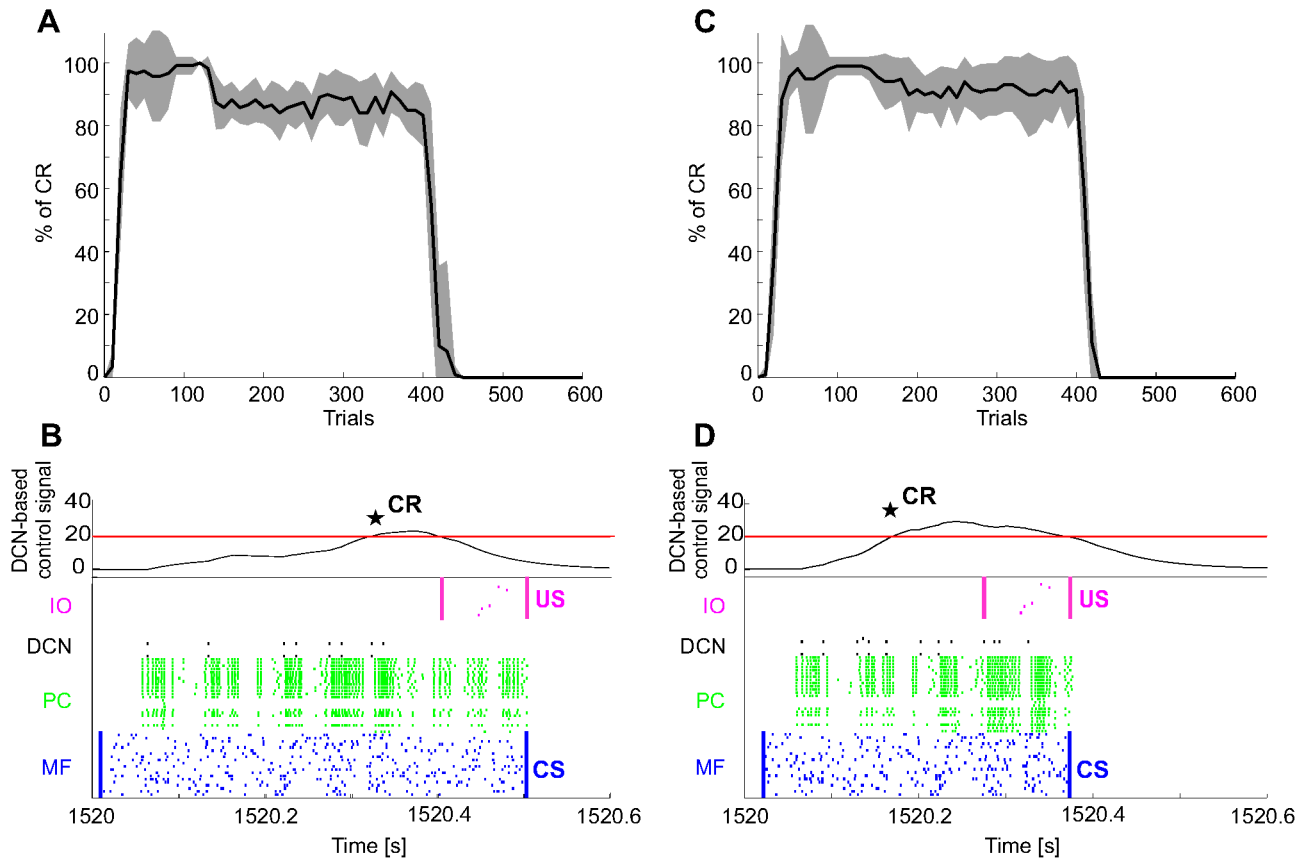 A
% of CR
100
80
60
40
20
0
0 100 200 300 400 500 600
Trials
C
% of CR
100
80
60
40
20
0
0 100 200 300 400 500 600
Trials
B
DCN-based
control signal
40
20
0
CR
IO
US
DCN
PC
MF
CS
1520 1520.2 1520.4 1520.6
Time [s]
D
DCN-based
control signal
40
20
0
CR
IO
US
DCN
PC
MF
CS
1520 1520.2 1520.4 1520.6
Time [s]